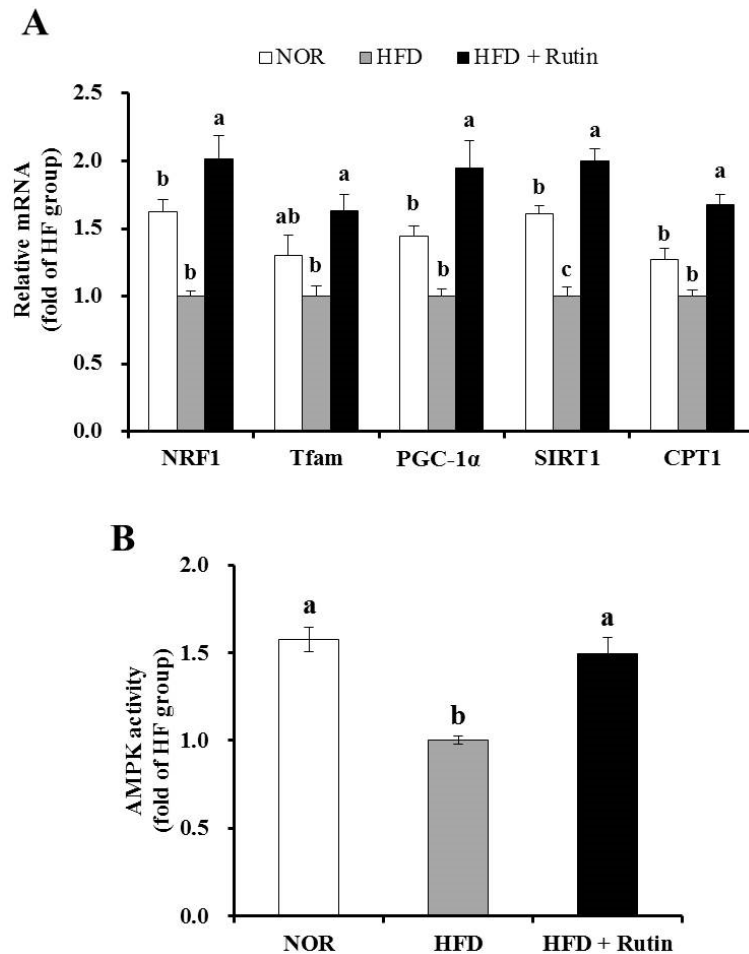 A
NOR HFD HFD + Rutin
Relative mRNA
(fold of HF group)
2.5
2.0
1.5
1.0
0.5
0.0
b b a
ab b a
b b a
b c a
b b a
NRF1 Tfam PGC-1α SIRT1 CPT1
B
AMPK activity
(fold of HF group)
2.0
1.5
1.0
0.5
0.0
a b a
NOR HFD HFD + Rutin